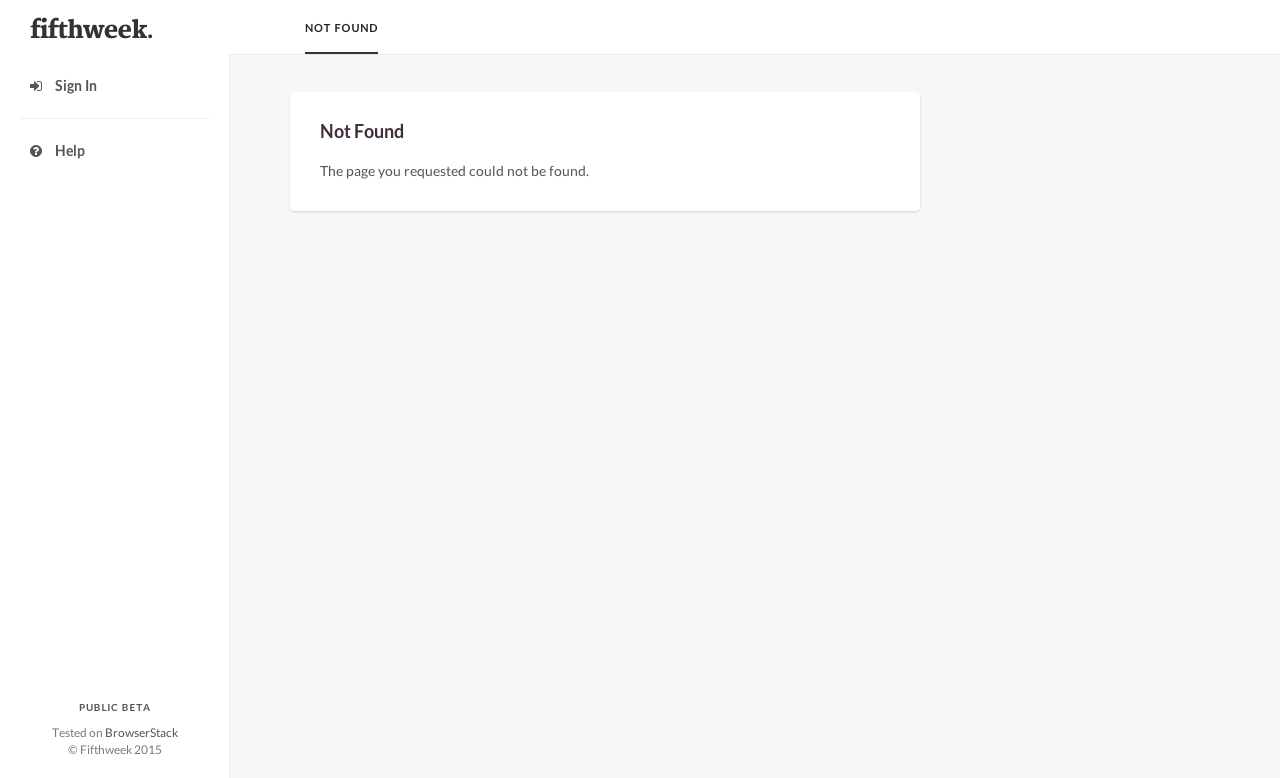 fifthweek.
Sign In
Help
NOT FOUND
Not Found
The page you requested could not be found.
PUBLIC BETA
Tested on BrowserStack
© Fifthweek 2015